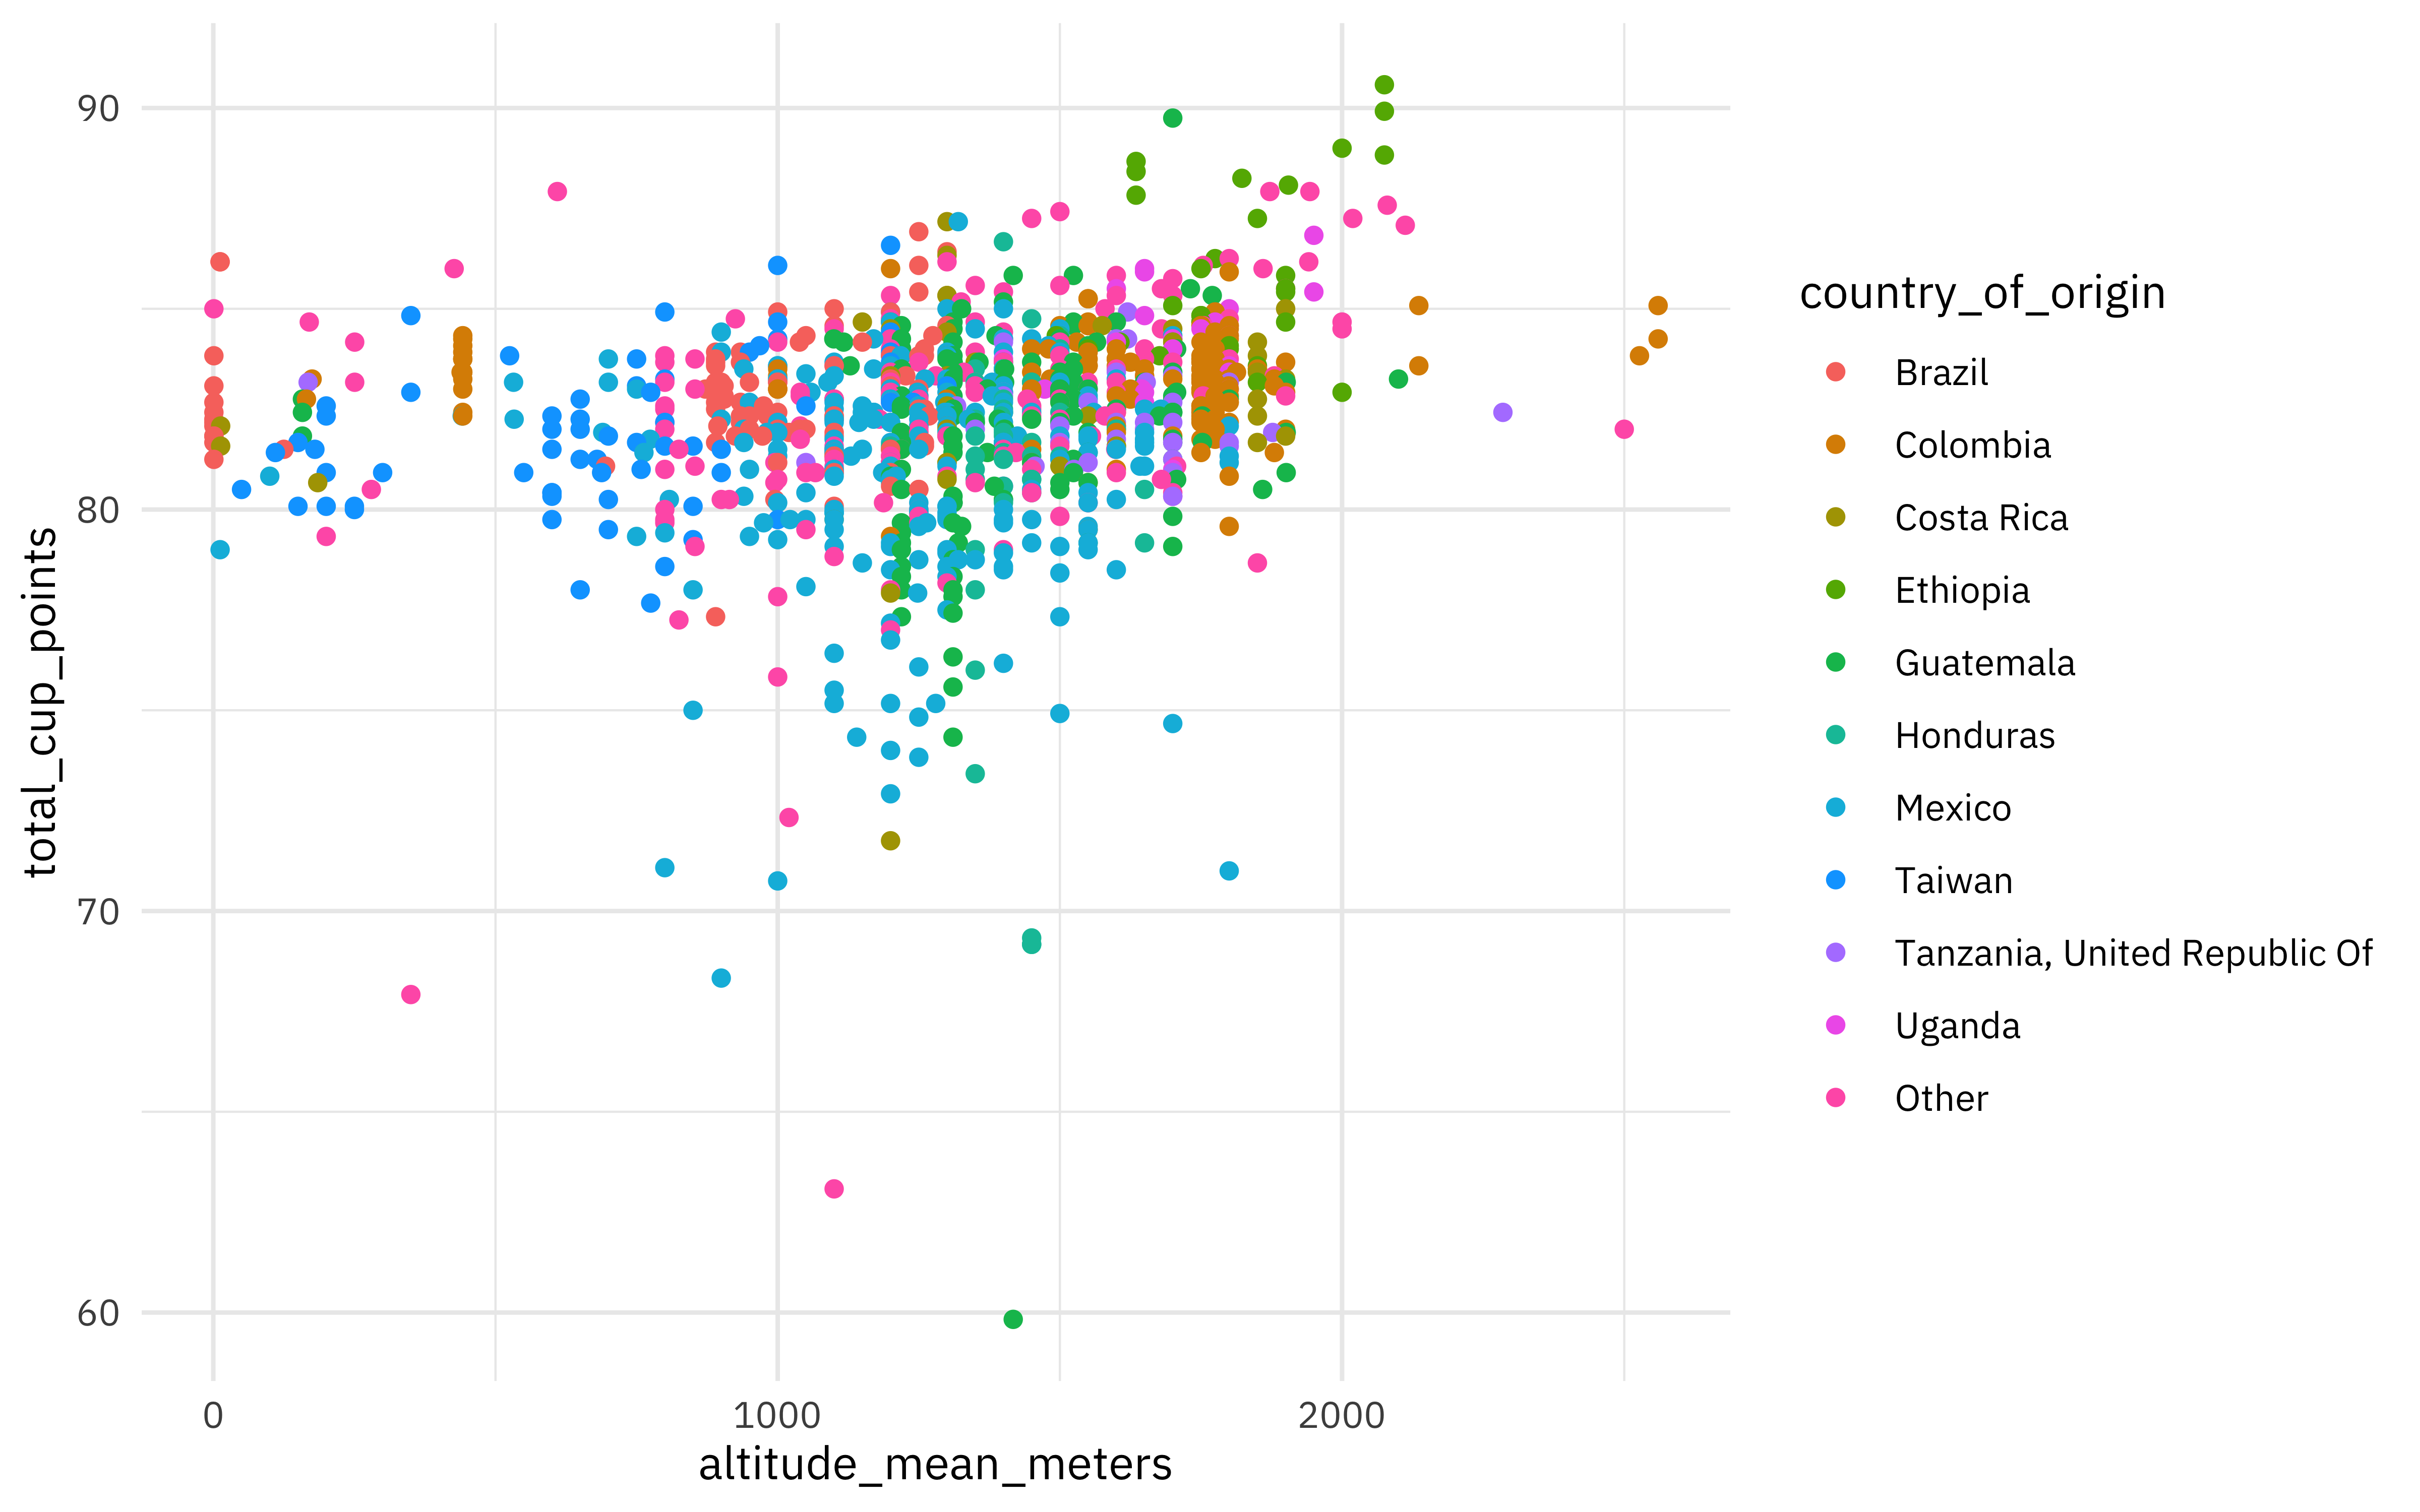 90
80
70
60
total_cup_points
0
1000
2000
altitude_mean_meters
country_of_origin
Brazil
Colombia
Costa Rica
Ethiopia
Guatemala
Honduras
Mexico
Taiwan
Tanzania, United Republic Of
Uganda
Other